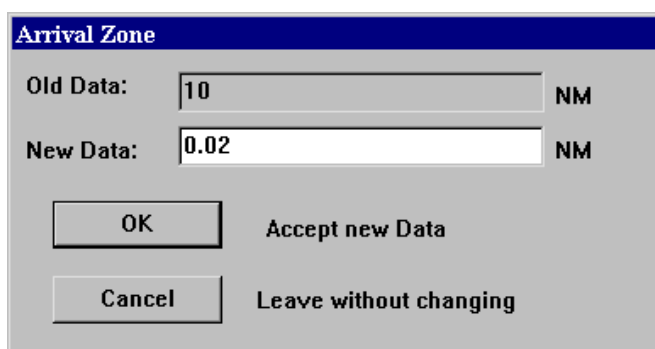 Arrival Zone
Old Data: 10 NM
New Data: 0.02 NM
OK Accept new Data
Cancel Leave without changing